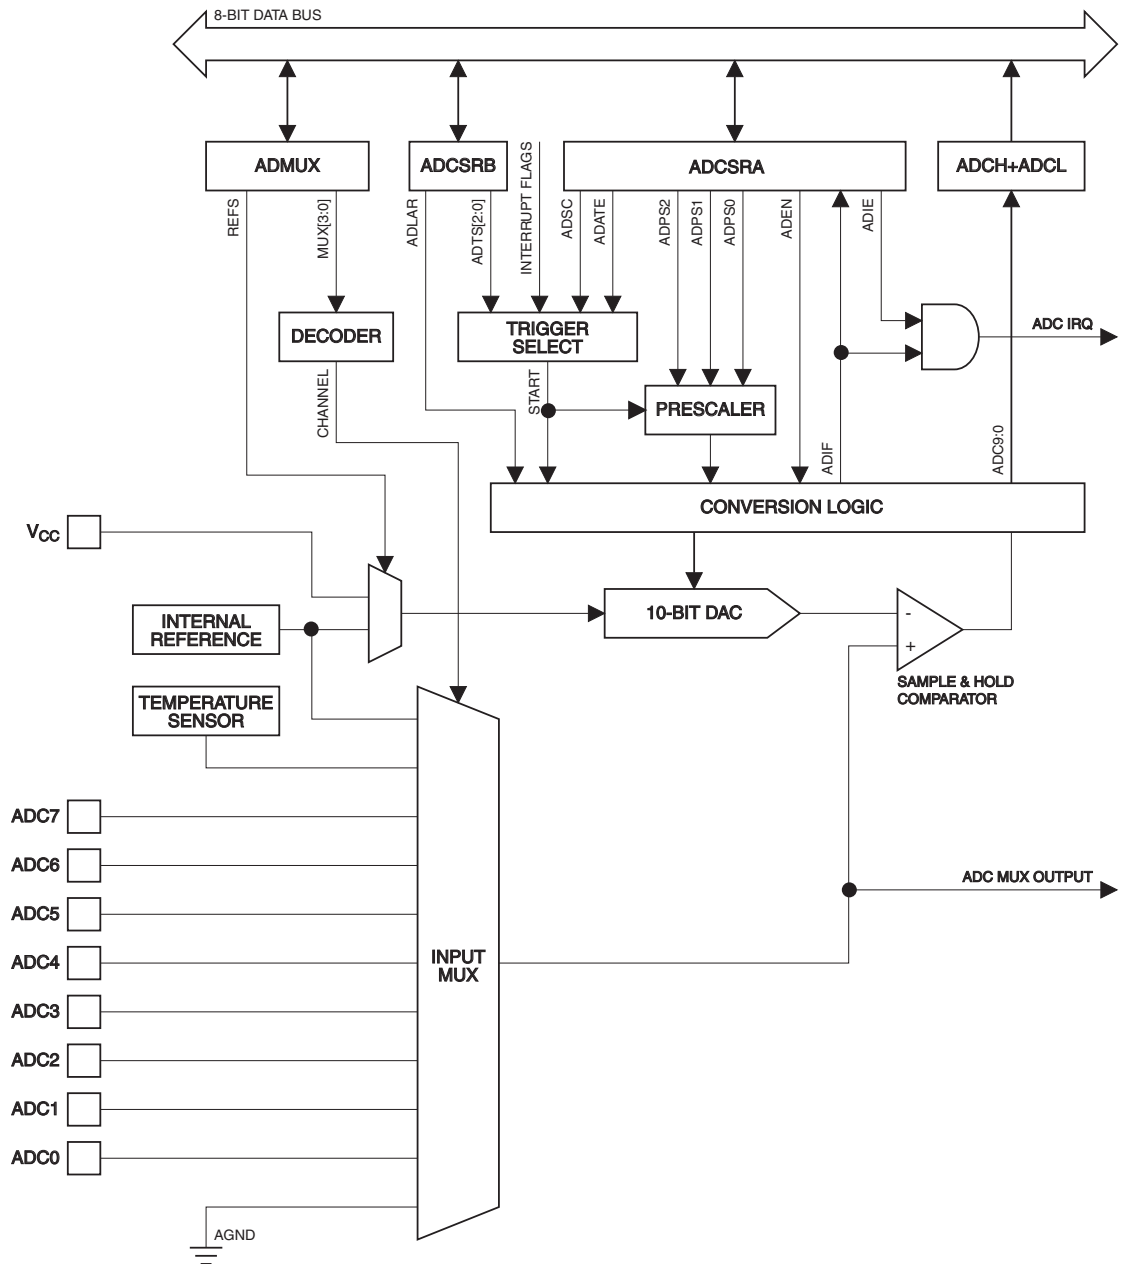 8-BIT DATA BUS
ADMUX
ADCSRB
ADCSRA
ADCH+ADCL
REFS
MUX[3:0]
ADLAR
ADTS[2:0]
INTERRUPT FLAGS
ADSC
ADATE
ADPS2
ADPS1
ADPS0
ADEN
ADIE
DECODER
TRIGGER
SELECT
ADC IRQ
CHANNEL
START
PRESCALER
ADIF
ADC9:0
CONVERSION LOGIC
VCC
INTERNAL
REFERENCE
10-BIT DAC
-
+
SAMPLE & HOLD
COMPARATOR
TEMPERATURE
SENSOR
ADC7
ADC6
ADC5
ADC4
ADC3
ADC2
ADC1
ADC0
INPUT
MUX
ADC MUX OUTPUT
AGND